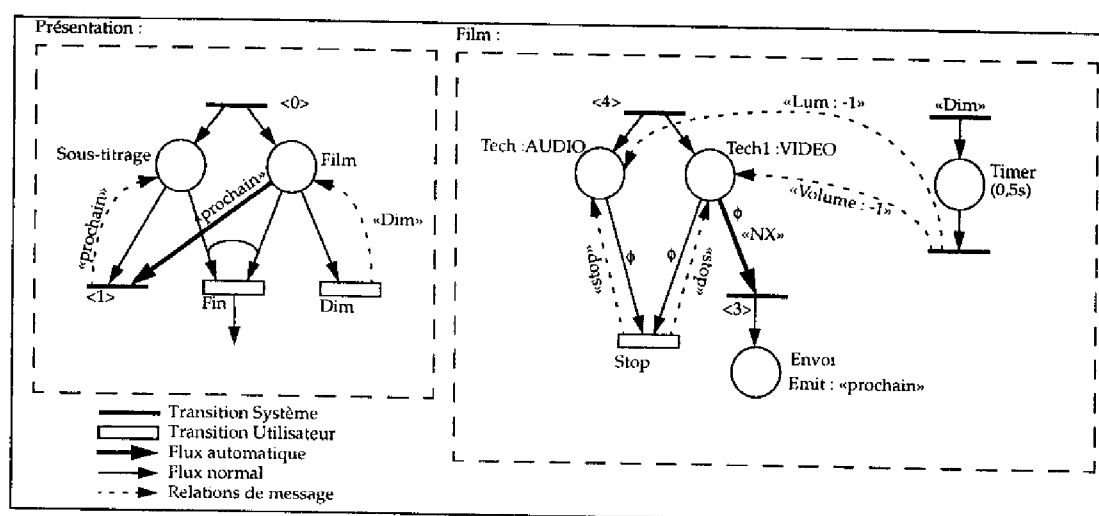 Présentation :
<0>
Sous-titrage
Film
«prochain»
«prochain»
«Dim»
<1>
Fin
Dim
Transition Système
Transition Utilisateur
Flux automatique
Flux normal
Relations de message
Film :
<4>
«Lum : -1»
«Dim»
Tech :AUDIO
Tech1 :VIDEO
Timer
(0,5s)
«Volume : -1»
ϕ
«NX»
«stop»
ϕ
ϕ
«stop»
<3>
Stop
Envoi
Emit : «prochain»